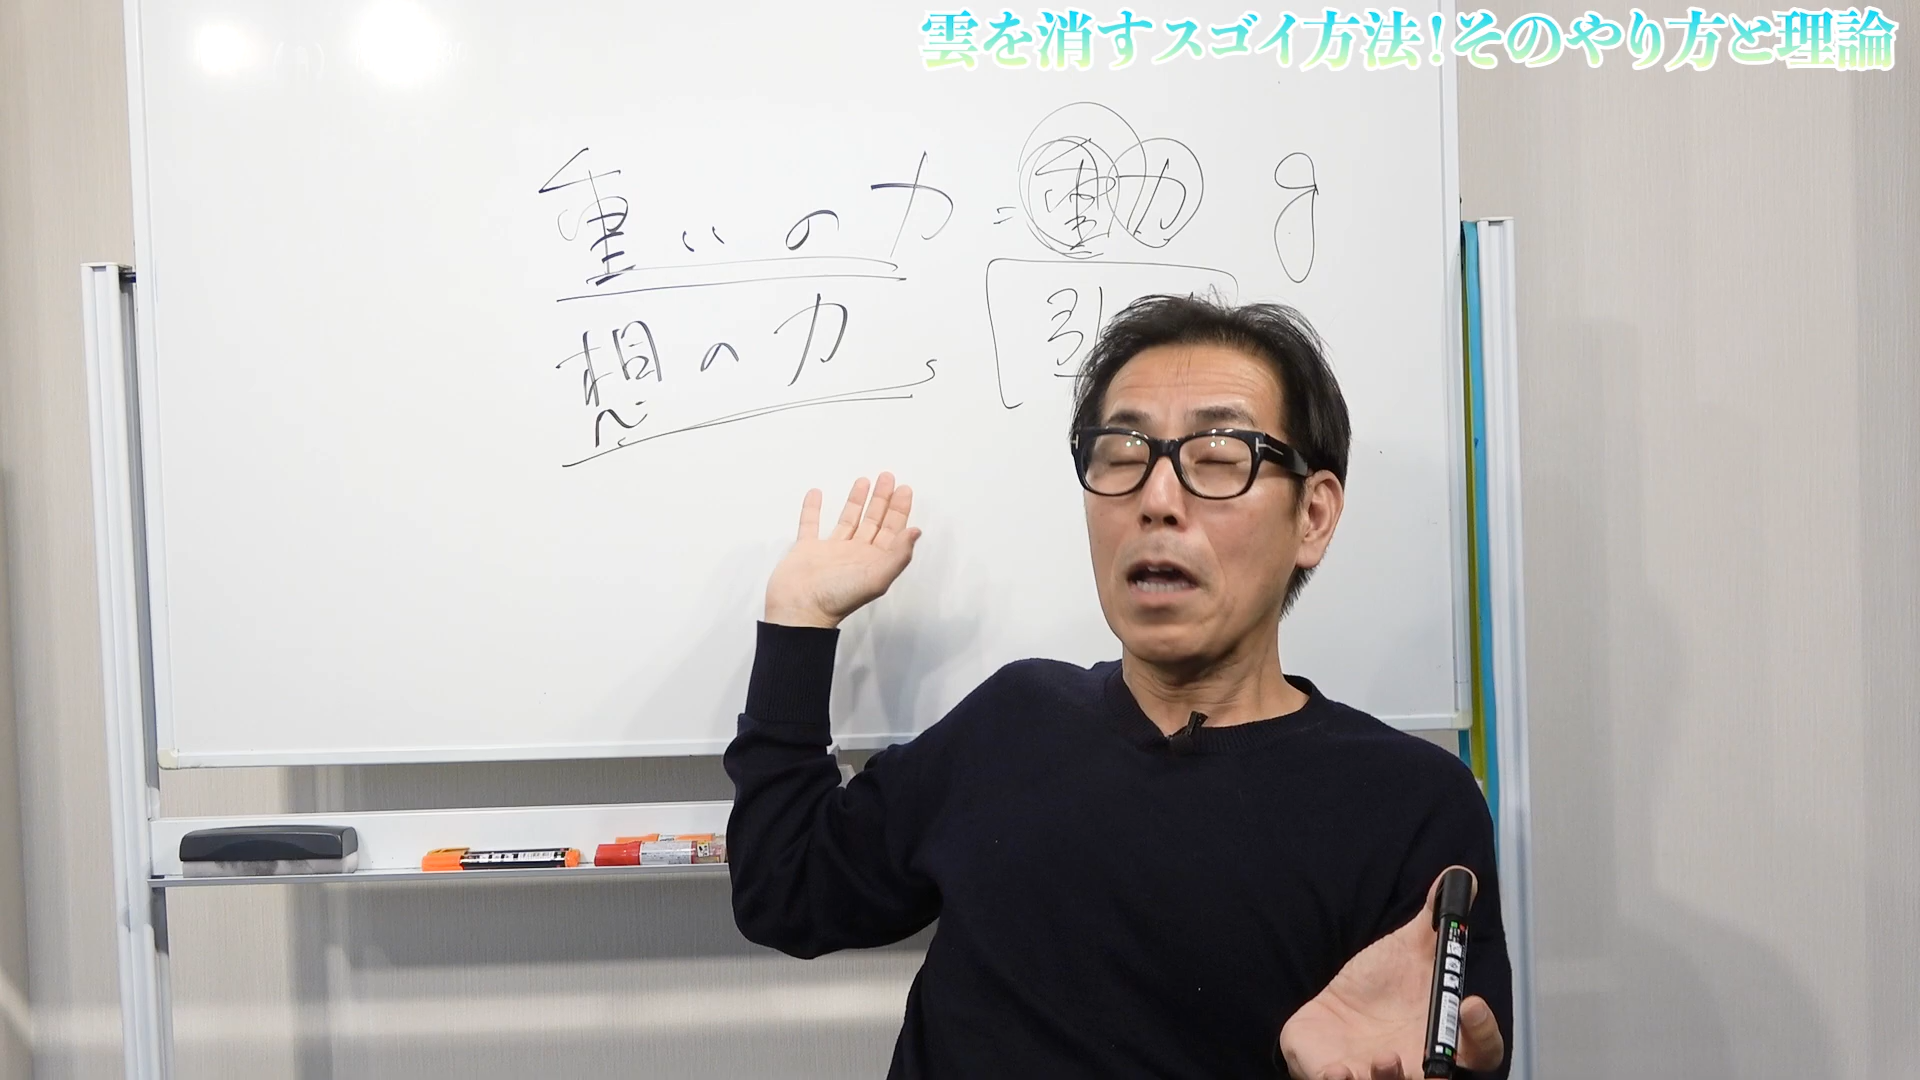 雲を消すスゴイ方法!そのやり方と理論
重いの力 = 重力 g
想の力
引